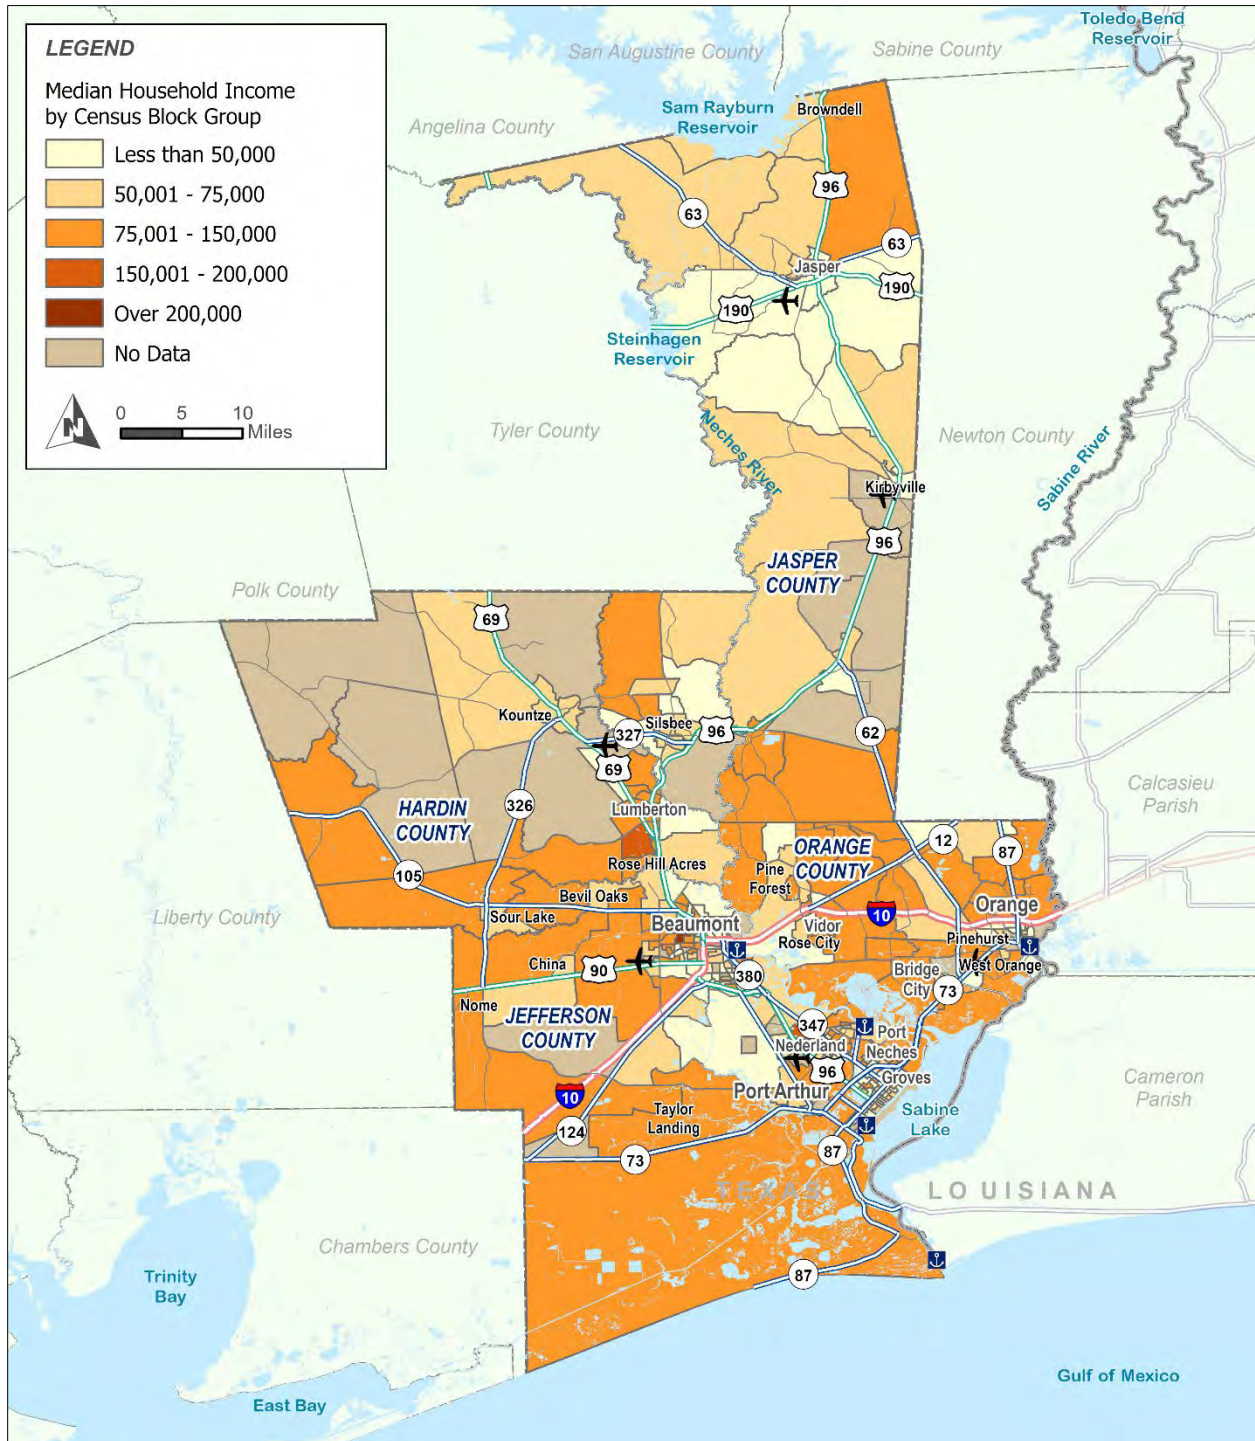 LEGEND
Median Household Income
by Census Block Group
Less than 50,000
50,001 - 75,000
75,001 - 150,000
150,001 - 200,000
Over 200,000
No Data
N
0 5 10
Miles
Toledo Bend
Reservoir
San Augustine County
Sabine County
Sam Rayburn
Reservoir
Browndell
Angelina County
96
63
63
Jasper
190
190
Steinhagen
Reservoir
Tyler County
Neches River
Newton County
Sabine River
Kirbyville
96
JASPER
COUNTY
Polk County
69
Kountze
Silsbee
327
96
62
69
HARDIN
COUNTY
326
Lumberton
Calcasieu
Parish
ORANGE
COUNTY
12
87
105
Rose Hill Acres
Pine
Forest
Bevil Oaks
Orange
Liberty County
Sour Lake
Beaumont
10
Vidor
Rose City
Pinehurst
West Orange
China
90
380
Bridge
City
73
Nome
JEFFERSON
COUNTY
347
Port
Neches
Nederland
96
Groves
Port Arthur
Cameron
Parish
10
Taylor
Landing
Sabine
Lake
124
73
87
TEXAS
LOUISIANA
Chambers County
Trinity
Bay
87
Gulf of Mexico
East Bay